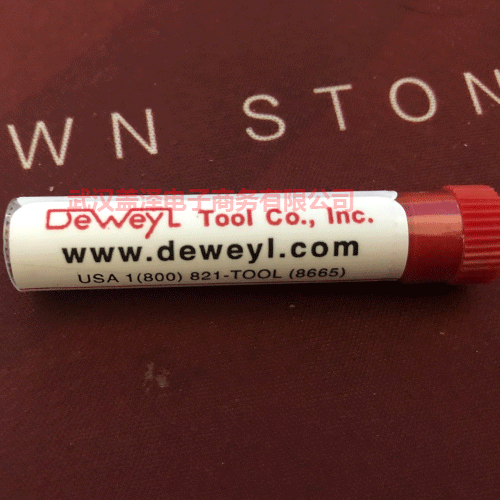 WN STON
武汉盖泽电子商务有限公司
DeWeyL Tool Co., Inc.
www.deweyl.com
USA 1(800) 821-TOOL (8665)